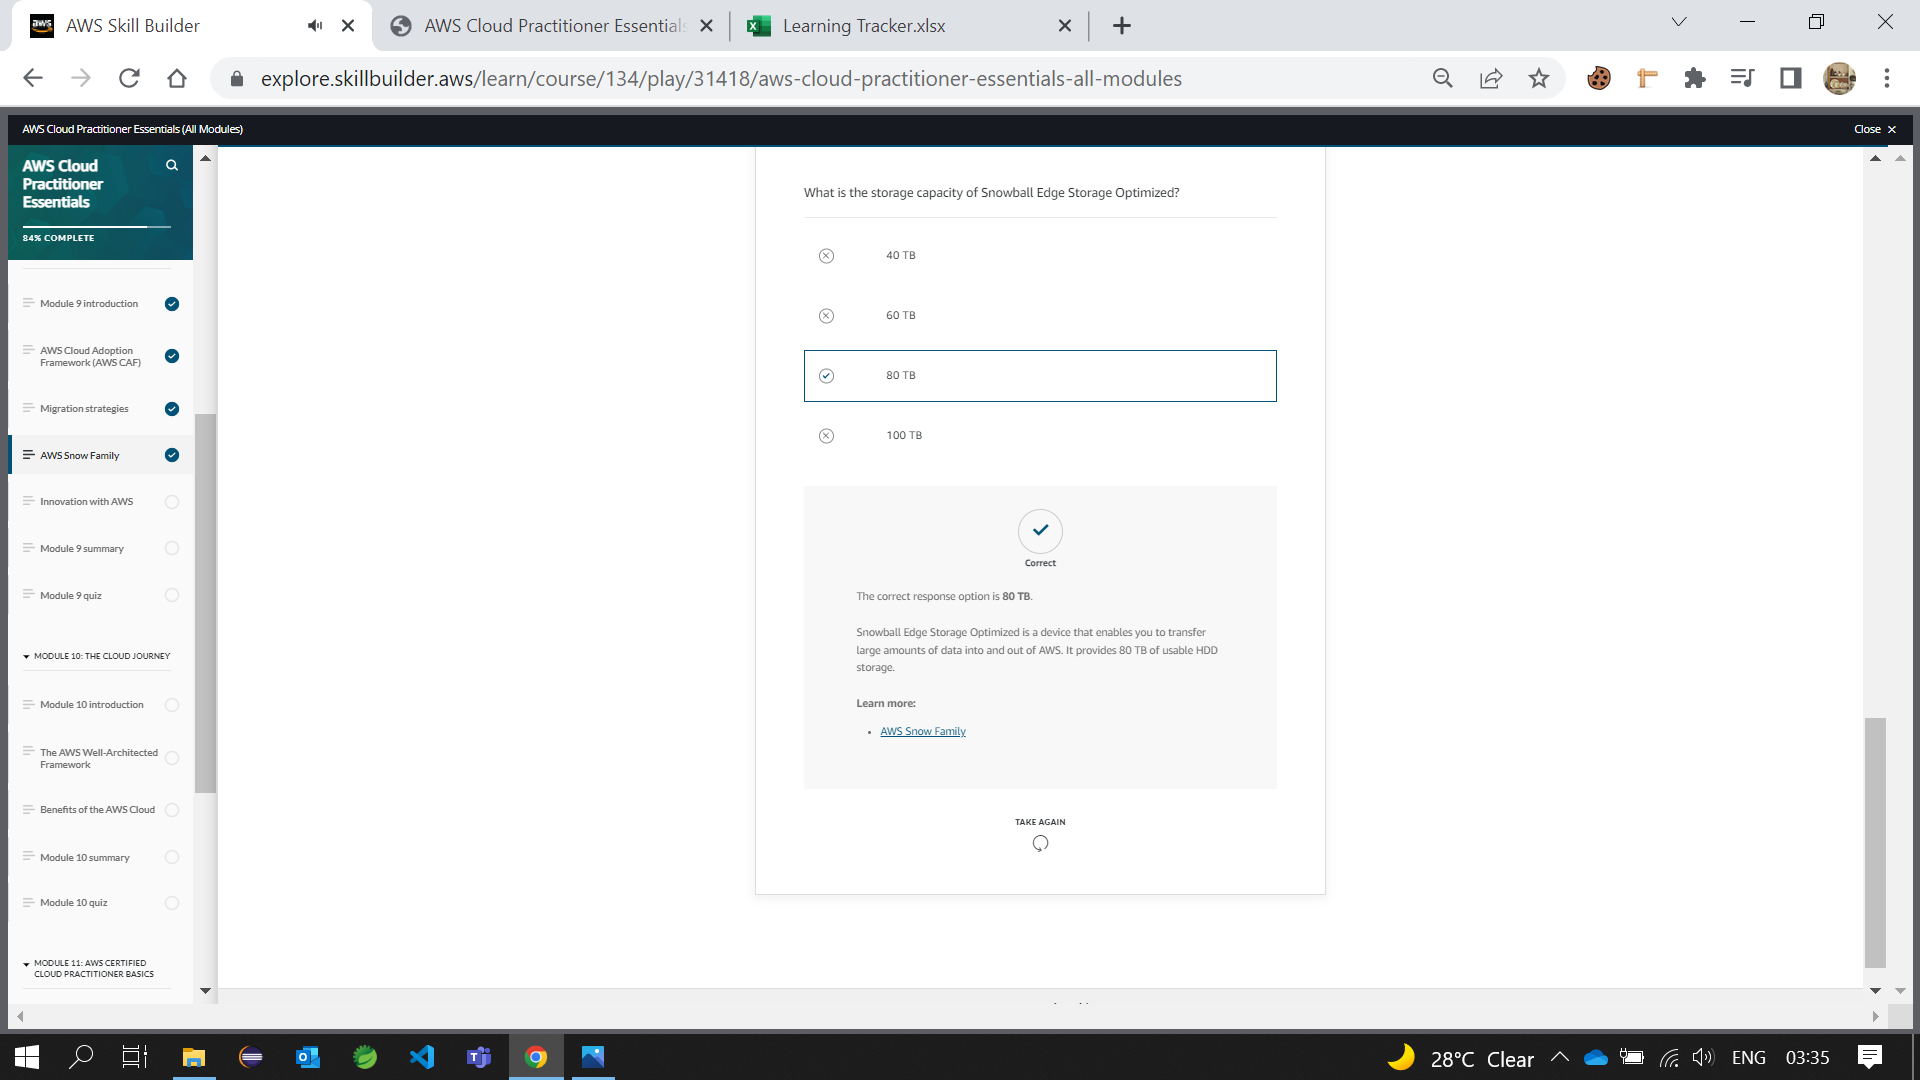 AWS Skill Builder
AWS Cloud Practitioner Essentials
Learning Tracker.xlsx
explore.skillbuilder.aws/learn/course/134/play/31418/aws-cloud-practitioner-essentials-all-modules
AWS Cloud Practitioner Essentials (All Modules)
Close
AWS Cloud
Practitioner
Essentials
84% COMPLETE
Module 9 introduction
AWS Cloud Adoption
Framework (AWS CAF)
Migration strategies
AWS Snow Family
Innovation with AWS
Module 9 summary
Module 9 quiz
MODULE 10: THE CLOUD JOURNEY
Module 10 introduction
The AWS Well-Architected
Framework
Benefits of the AWS Cloud
Module 10 summary
Module 10 quiz
MODULE 11: AWS CERTIFIED
CLOUD PRACTITIONER BASICS
What is the storage capacity of Snowball Edge Storage Optimized?
40 TB
60 TB
80 TB
100 TB
Correct
The correct response option is 80 TB.
Snowball Edge Storage Optimized is a device that enables you to transfer
large amounts of data into and out of AWS. It provides 80 TB of usable HDD
storage.
Learn more:
• AWS Snow Family
TAKE AGAIN
28°C Clear
ENG
03:35